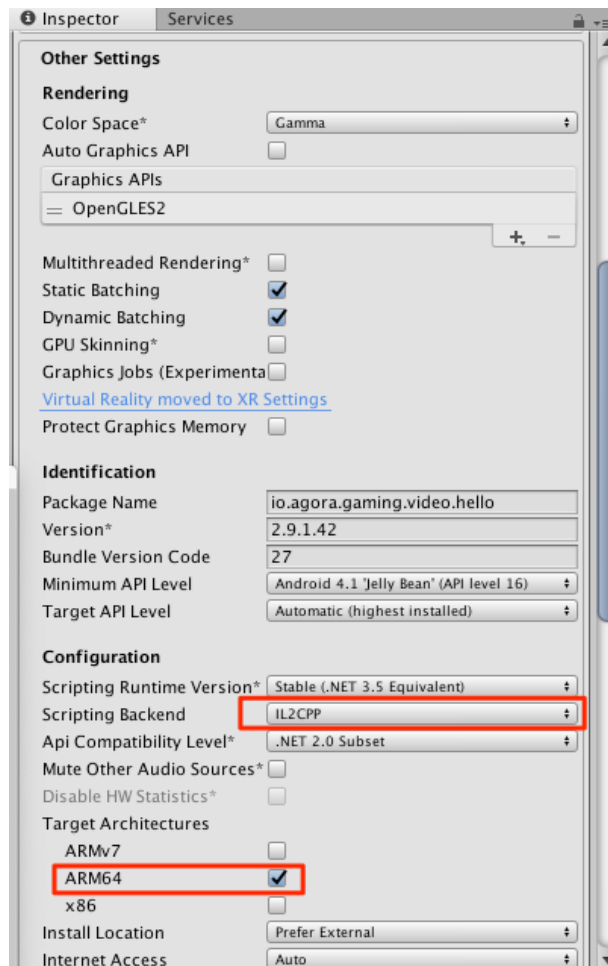 Inspector Services
Other Settings
Rendering
Color Space* Gamma
Auto Graphics API
Graphics APIs
= OpenGLES2
+ −
Multithreaded Rendering*
Static Batching
Dynamic Batching
GPU Skinning*
Graphics Jobs (Experimenta
Virtual Reality moved to XR Settings
Protect Graphics Memory
Identification
Package Name io.agora.gaming.video.hello
Version* 2.9.1.42
Bundle Version Code 27
Minimum API Level Android 4.1 'Jelly Bean' (API level 16)
Target API Level Automatic (highest installed)
Configuration
Scripting Runtime Version* Stable (.NET 3.5 Equivalent)
Scripting Backend IL2CPP
Api Compatibility Level* .NET 2.0 Subset
Mute Other Audio Sources*
Disable HW Statistics*
Target Architectures
ARMv7
ARM64
x86
Install Location Prefer External
Internet Access Auto